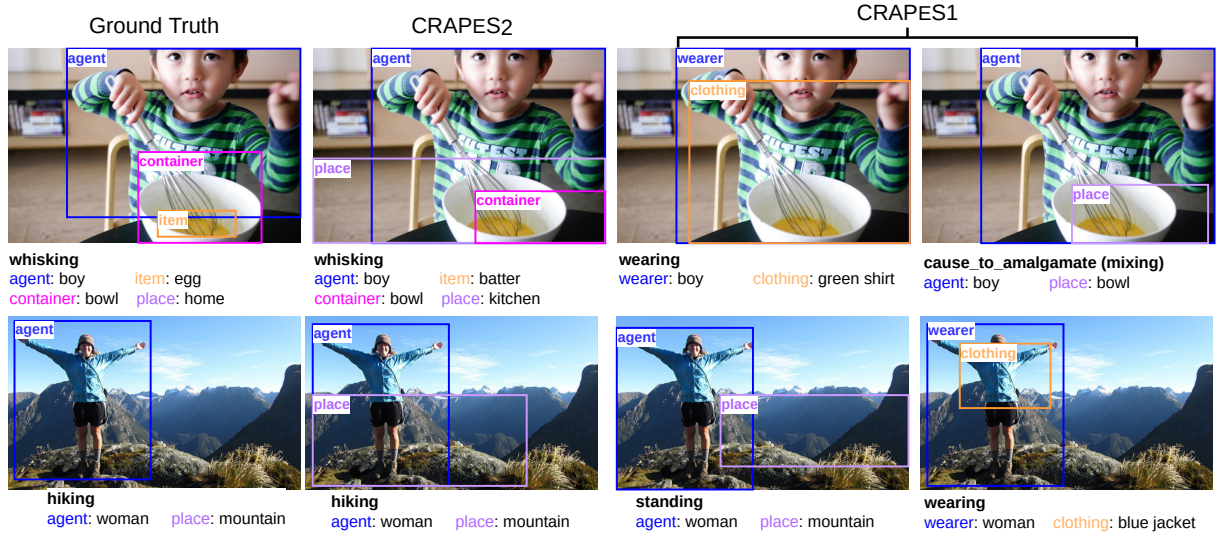 Ground Truth
CRAPES2
CRAPES1
agent
container
item
agent
place
container
wearer
clothing
agent
place
whisking
agent: boy item: egg
container: bowl place: home
whisking
agent: boy item: batter
container: bowl place: kitchen
wearing
wearer: boy clothing: green shirt
cause_to_amalgamate (mixing)
agent: boy place: bowl
agent
agent
place
agent
place
wearer
clothing
hiking
agent: woman place: mountain
hiking
agent: woman place: mountain
standing
agent: woman place: mountain
wearing
wearer: woman clothing: blue jacket